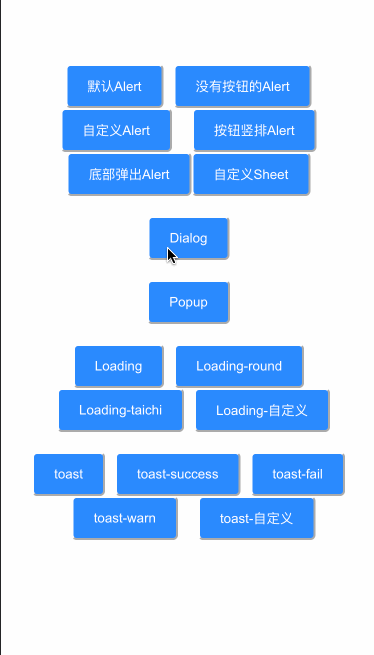 默认Alert 没有按钮的Alert
自定义Alert 按钮竖排Alert
底部弹出Alert 自定义Sheet
Dialog
Popup
Loading Loading-round
Loading-taichi Loading-自定义
toast toast-success toast-fail
toast-warn toast-自定义